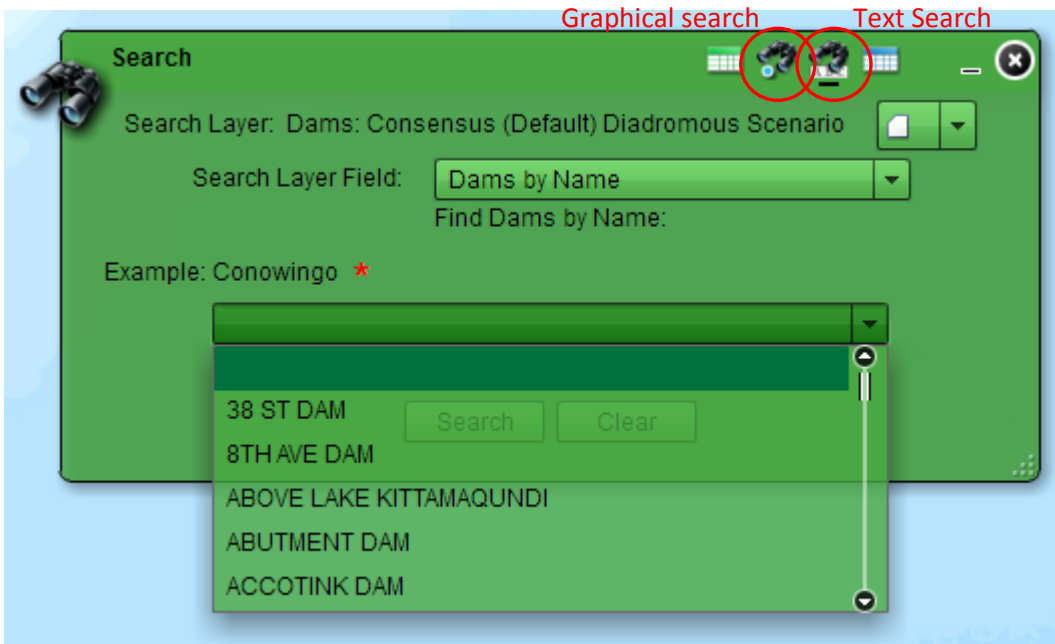 Graphical search Text Search
Search
Search Layer: Dams: Consensus (Default) Diadromous Scenario
Search Layer Field: Dams by Name
Find Dams by Name:
Example: Conowingo *
38 ST DAM
Search Clear
8TH AVE DAM
ABOVE LAKE KITTAMAQUNDI
ABUTMENT DAM
ACCOTINK DAM